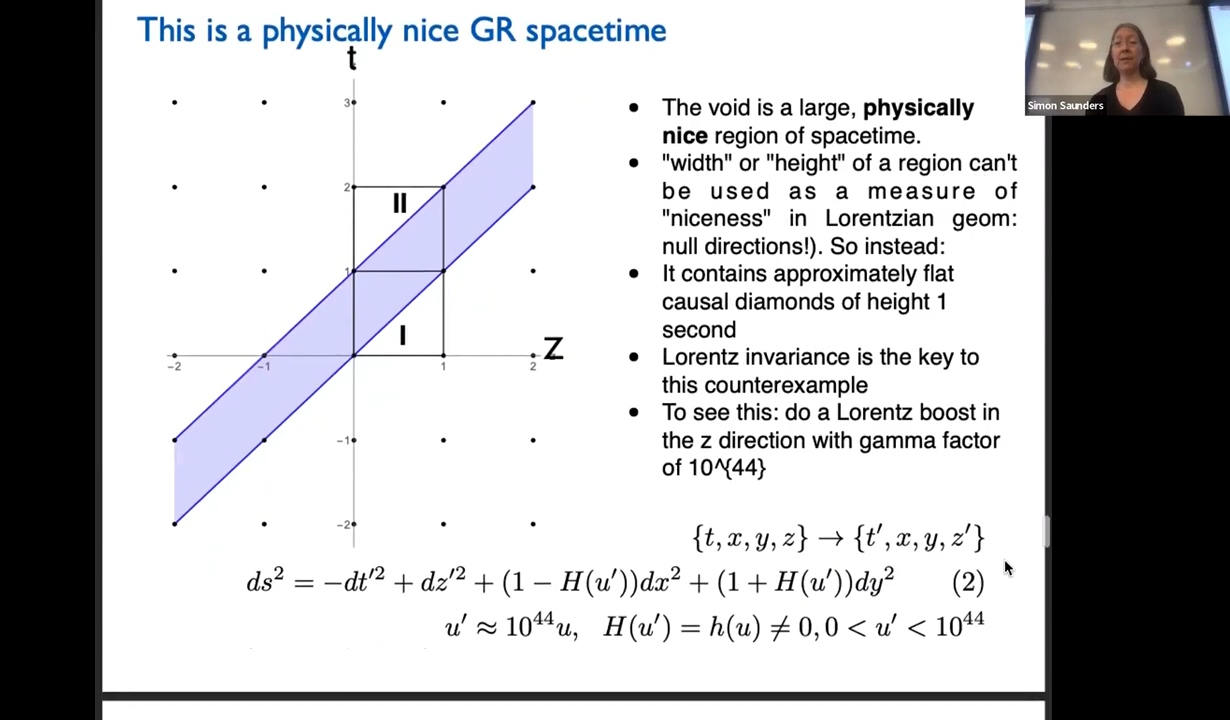 This is a physically nice GR spacetime
Simon Saunders
t
3
2
II
1
I
Z
-2
-1
1
2
-1
-2
• The void is a large, physically
nice region of spacetime.
• "width" or "height" of a region can't
be used as a measure of
"niceness" in Lorentzian geom:
null directions!). So instead:
• It contains approximately flat
causal diamonds of height 1
second
• Lorentz invariance is the key to
this counterexample
• To see this: do a Lorentz boost in
the z direction with gamma factor
of 10^{44}
{t, x, y, z} → {t′, x, y, z′}
ds² = −dt′² + dz′² + (1 − H(u′))dx² + (1 + H(u′))dy² (2)
u′ ≈ 10⁴⁴u, H(u′) = h(u) ≠ 0, 0 < u′ < 10⁴⁴